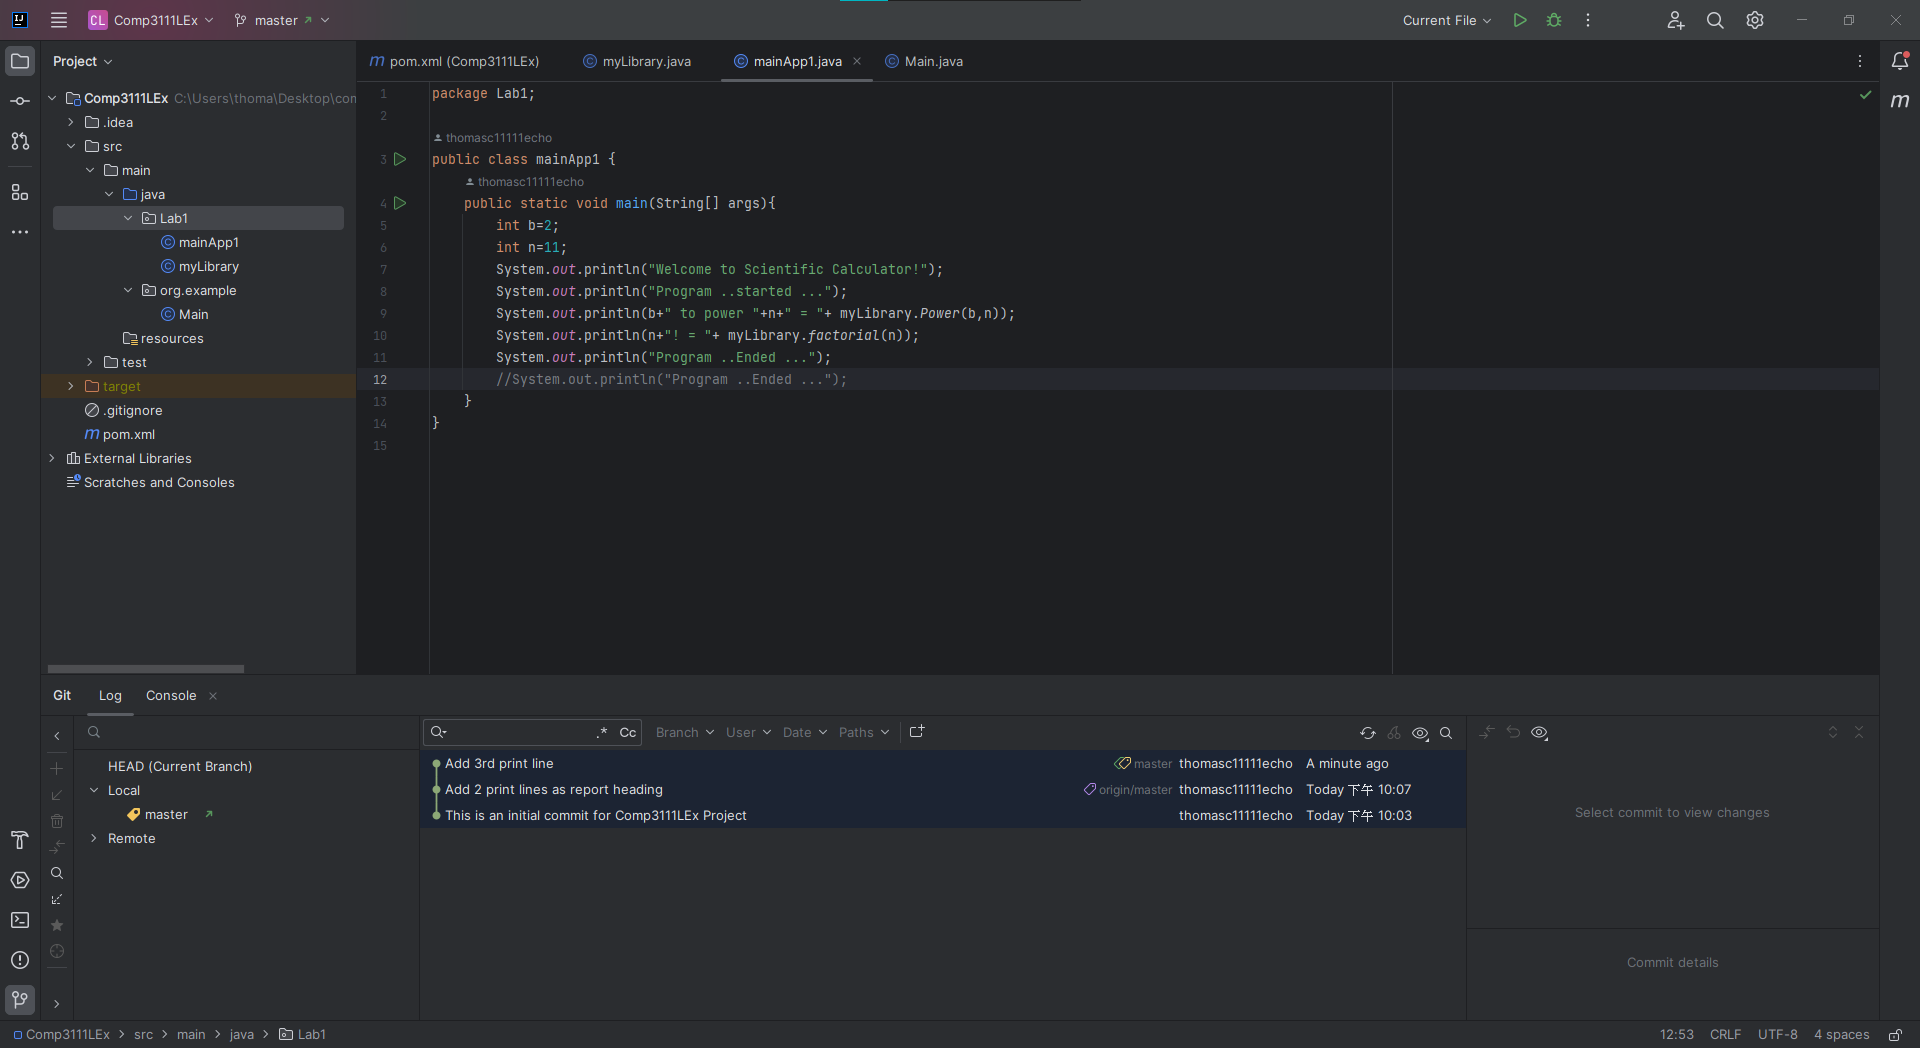 CL Comp3111LEx master
Current File
Project
pom.xml (Comp3111LEx) myLibrary.java mainApp1.java Main.java
Comp3111LEx C:\Users\thoma\Desktop\con
.idea
src
main
java
Lab1
mainApp1
myLibrary
org.example
Main
resources
test
target
.gitignore
pom.xml
External Libraries
Scratches and Consoles
1 package Lab1;
2
thomasc11111echo
3 public class mainApp1 {
thomasc11111echo
4 public static void main(String[] args){
5 int b=2;
6 int n=11;
7 System.out.println("Welcome to Scientific Calculator!");
8 System.out.println("Program ..started ...");
9 System.out.println(b+" to power "+n+" = "+ myLibrary.Power(b,n));
10 System.out.println(n+"! = "+ myLibrary.factorial(n));
11 System.out.println("Program ..Ended ...");
12 //System.out.println("Program ..Ended ...");
13 }
14 }
15
Git Log Console
HEAD (Current Branch)
Local
master
Remote
.* Cc Branch User Date Paths
Add 3rd print line master thomasc11111echo A minute ago
Add 2 print lines as report heading origin/master thomasc11111echo Today 下午 10:07
This is an initial commit for Comp3111LEx Project thomasc11111echo Today 下午 10:03
Select commit to view changes
Commit details
Comp3111LEx > src > main > java > Lab1
12:53 CRLF UTF-8 4 spaces